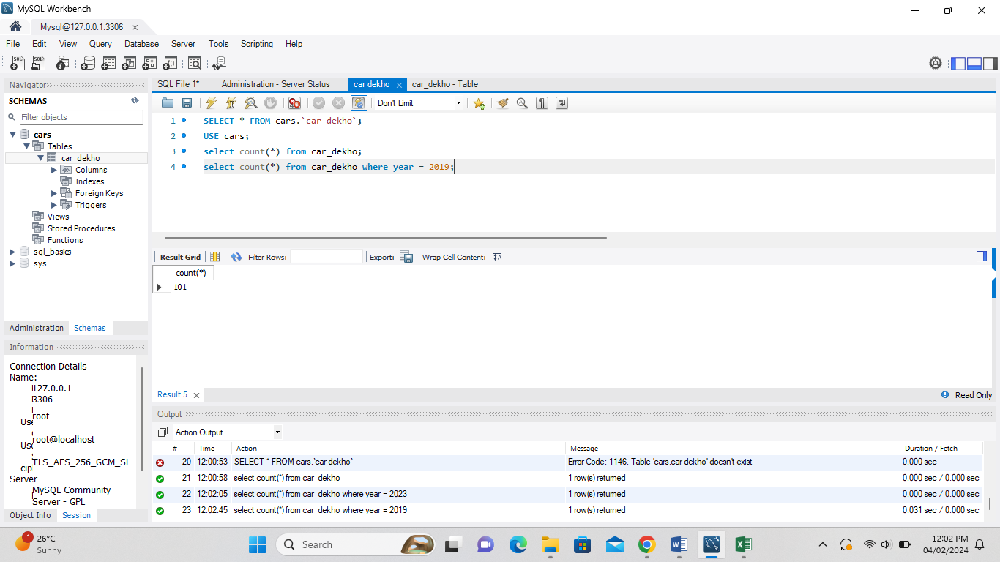 MySQL Workbench
Mysql@127.0.0.1:3306
File Edit View Query Database Server Tools Scripting Help
Navigator
SCHEMAS
Filter objects
cars
Tables
car_dekho
Columns
Indexes
Foreign Keys
Triggers
Views
Stored Procedures
Functions
sql_basics
sys
Administration Schemas
Information
Connection Details
Name:
127.0.0.1
3306
root
Use
root@localhost
Use
TLS_AES_256_GCM_SH
cip
Server
MySQL Community
Server - GPL
Object Info Session
SQL File 1* Administration - Server Status car dekho car_dekho - Table
Don't Limit
1 SELECT * FROM cars.`car dekho`;
2 USE cars;
3 select count(*) from car_dekho;
4 select count(*) from car_dekho where year = 2019;
Result Grid Filter Rows: Export: Wrap Cell Content:
count(*)
101
Result 5
Read Only
Output
Action Output
# Time Action Message Duration / Fetch
20 12:00:53 SELECT * FROM cars.`car dekho` Error Code: 1146. Table 'cars.car dekho' doesn't exist 0.000 sec
21 12:00:58 select count(*) from car_dekho 1 row(s) returned 0.000 sec / 0.000 sec
22 12:02:05 select count(*) from car_dekho where year = 2023 1 row(s) returned 0.000 sec / 0.000 sec
23 12:02:45 select count(*) from car_dekho where year = 2019 1 row(s) returned 0.031 sec / 0.000 sec
1
26°C
Sunny
Search
12:02 PM
04/02/2024